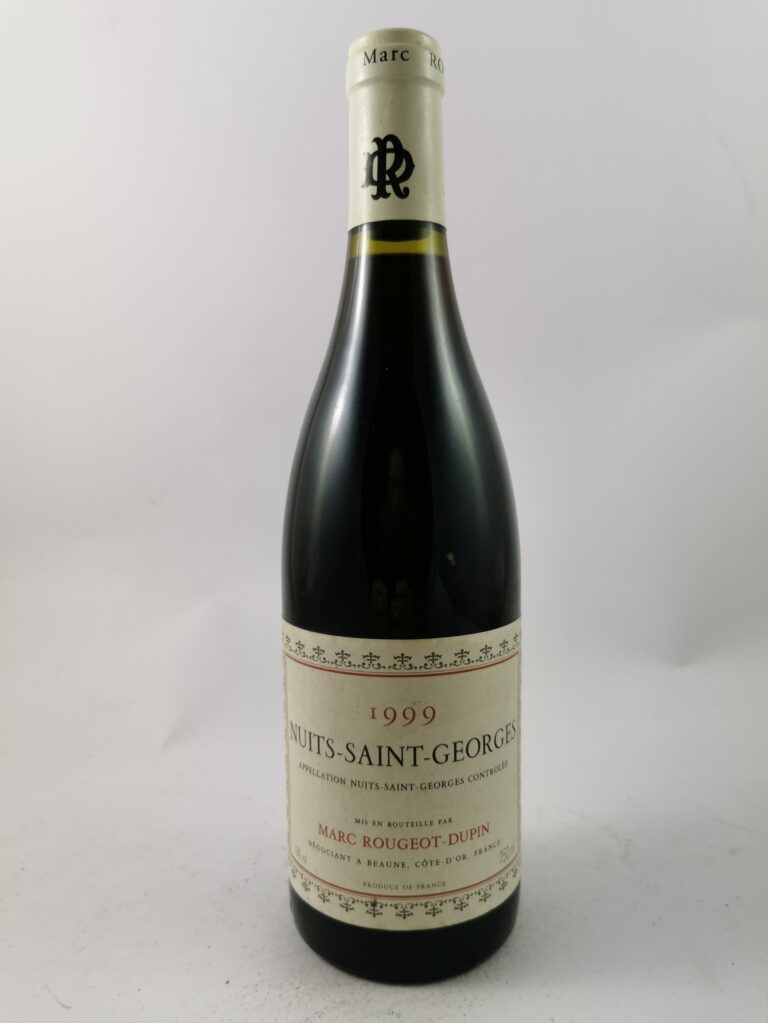 Marc RO
1999
NUITS-SAINT-GEORGES
APPELLATION NUITS-SAINT-GEORGES CONTROLÉE
MIS EN BOUTEILLE PAR
MARC ROUGEOT-DUPIN
NÉGOCIANT A BEAUNE, CÔTE-D'OR, FRANCE
750 ml
PRODUCE OF FRANCE